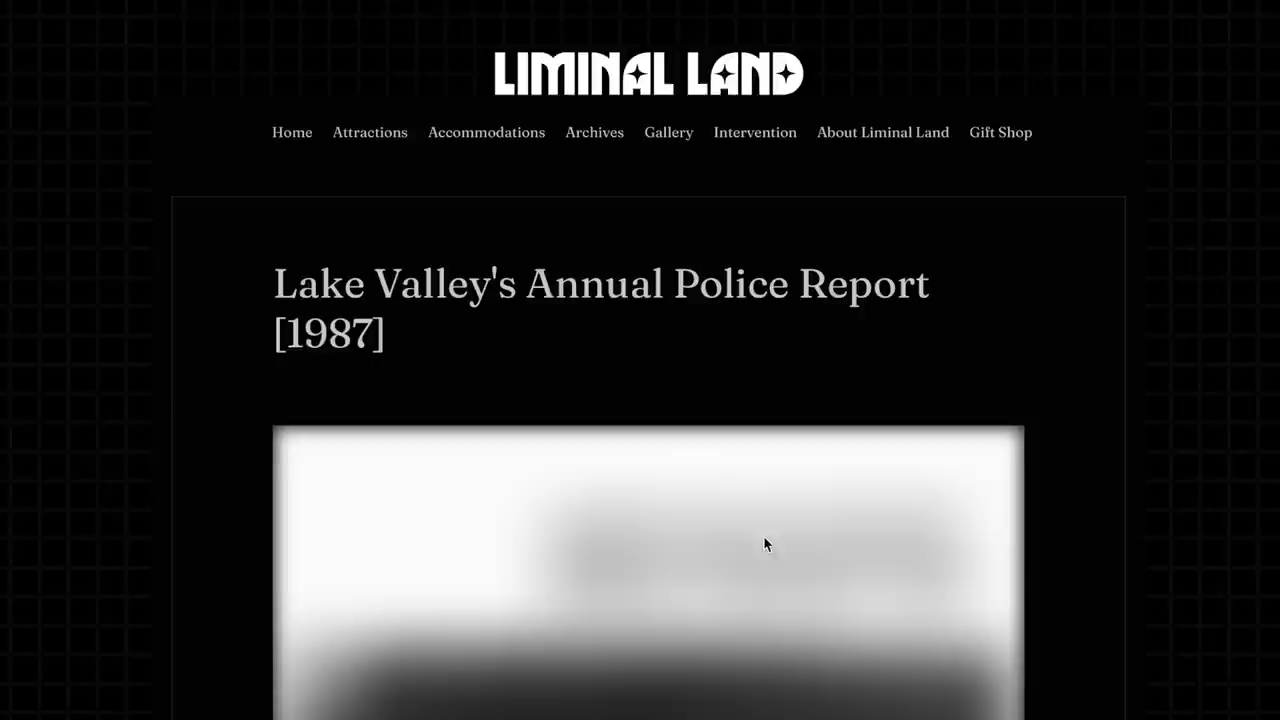 LIMINAL LAND
Home Attractions Accommodations Archives Gallery Intervention About Liminal Land Gift Shop
Lake Valley's Annual Police Report
[1987]